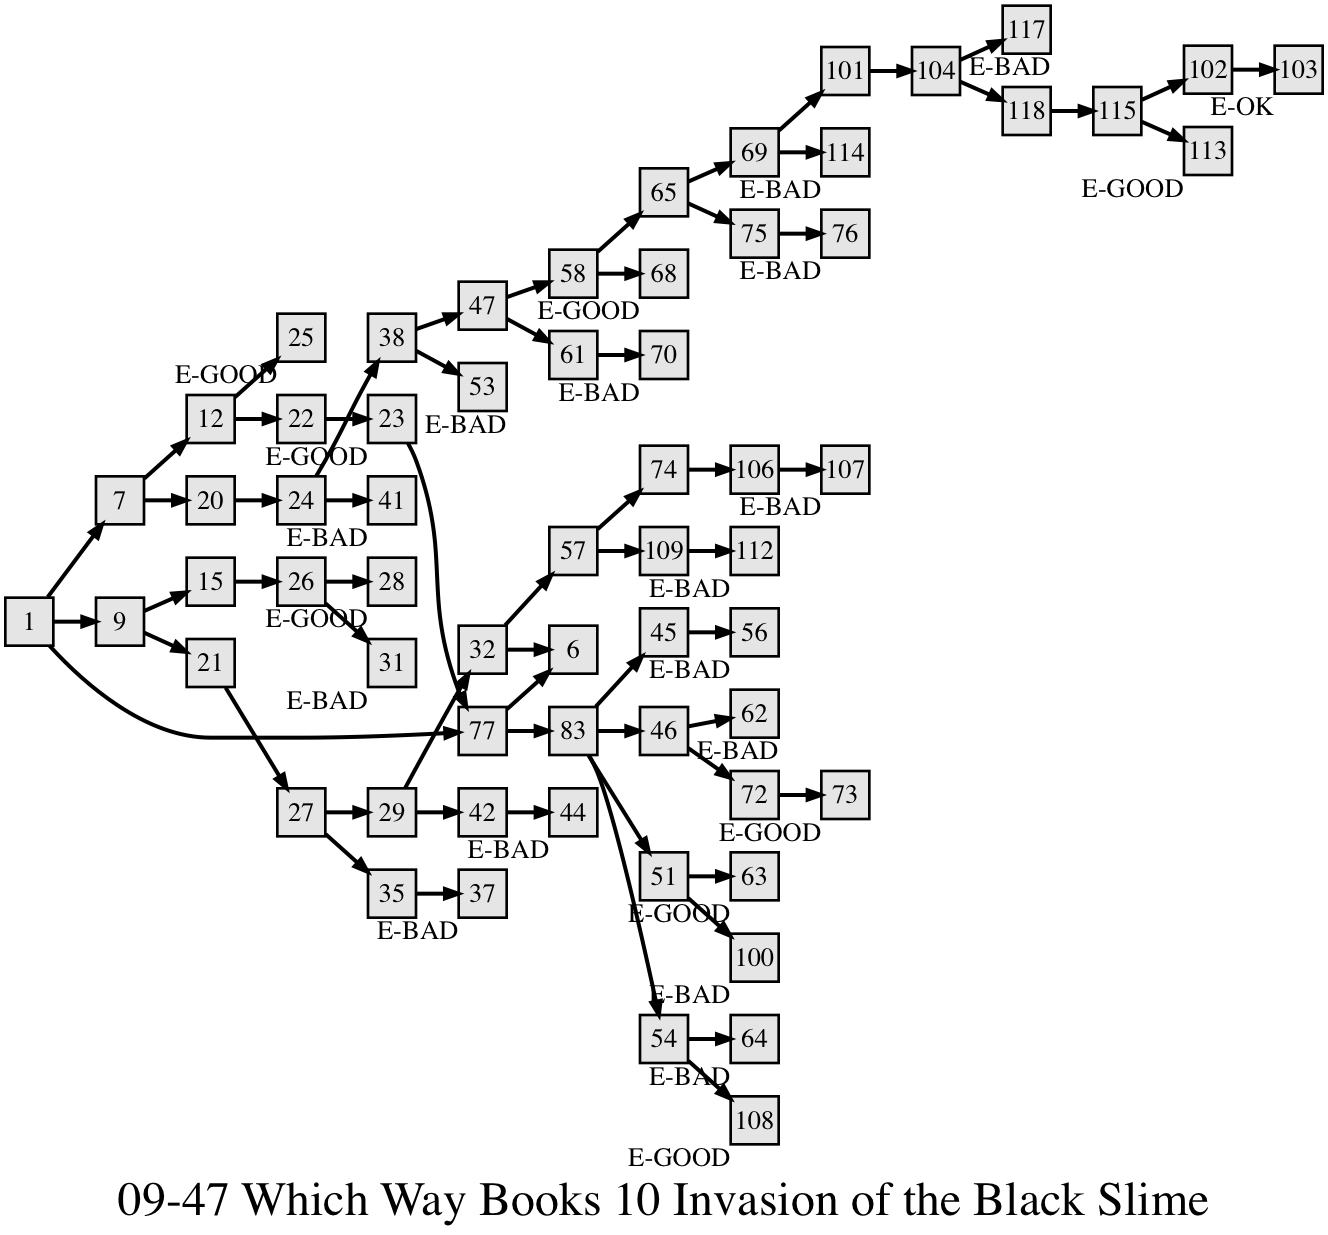 117
101 104 E-BAD 102 103
E-OK
118 115
69 114 113
E-BAD E-GOOD
65
75 76
E-BAD
58 68
E-GOOD
47
25 38 61 70
E-GOOD 53 E-BAD
12 22 23 E-BAD
E-GOOD
74 106 107
7 20 24 41 E-BAD
E-BAD
57 109 112
15 26 28 E-BAD
1 9 E-GOOD
45 56
21 31 32 6 E-BAD
E-BAD
62
77 83 46 E-BAD
72 73
27 29 42 44 E-GOOD
E-BAD
51 63
35 37 E-GOOD
E-BAD
100
E-BAD
54 64
E-BAD
108
E-GOOD
09-47 Which Way Books 10 Invasion of the Black Slime